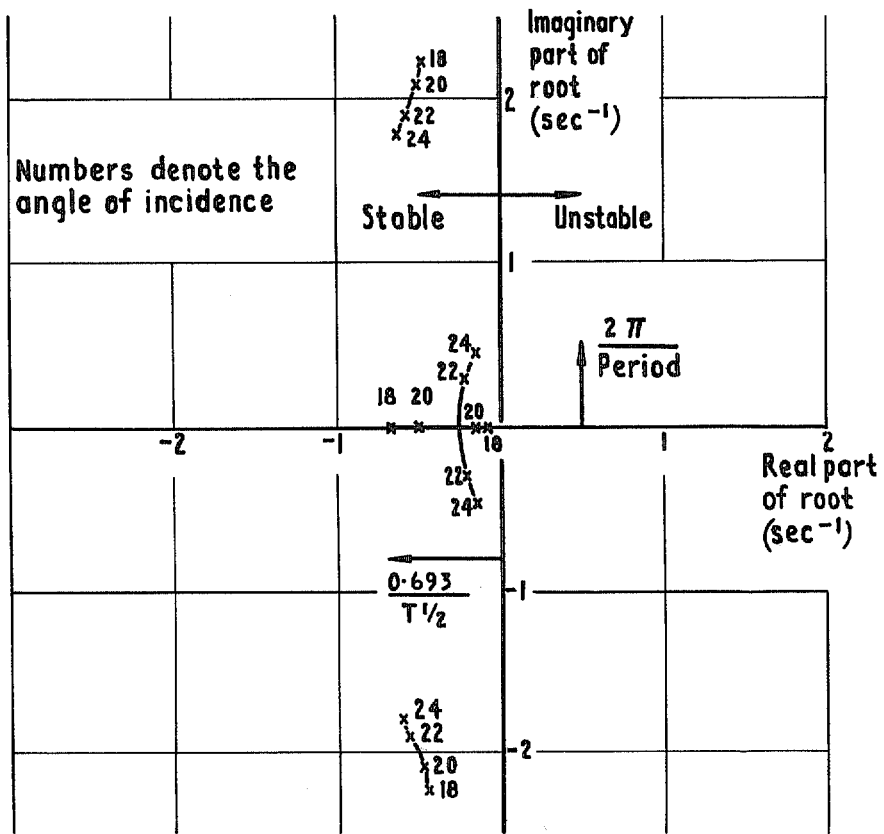 Imaginary
part of
root
(sec⁻¹)
18
20
22
24
2
Numbers denote the
angle of incidence
Stable
Unstable
1
24
22
2 π
Period
18
20
20
18
-2
-1
1
2
22
24
Real part
of root
(sec⁻¹)
0·693
T 1/2
-1
24
22
20
18
-2